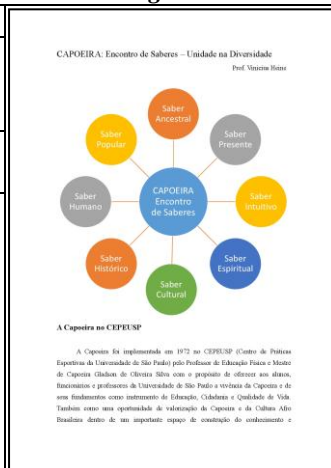 CAPOEIRA: Encontro de Saberes – Unidade na Diversidade
Prof. Vinicius Heine
Saber
Ancestral
Saber
Presente
Saber
Intuitivo
Saber
Espiritual
Saber
Cultural
Saber
Histórico
Saber
Humano
Saber
Popular
CAPOEIRA
Encontro
de Saberes
A Capoeira no CEPEUSP
A Capoeira foi implementada em 1972 no CEPEUSP (Centro de Práticas
Esportivas da Universidade de São Paulo) pelo Professor de Educação Física e Mestre
de Capoeira Gladson de Oliveira Silva com o propósito de oferecer aos alunos,
funcionários e professores da Universidade de São Paulo a vivência da Capoeira e de
seus fundamentos como instrumento de Educação, Cidadania e Qualidade de Vida.
Também como uma oportunidade de valorização da Capoeira e da Cultura Afro
Brasileira dentro de um importante espaço de construção do conhecimento e